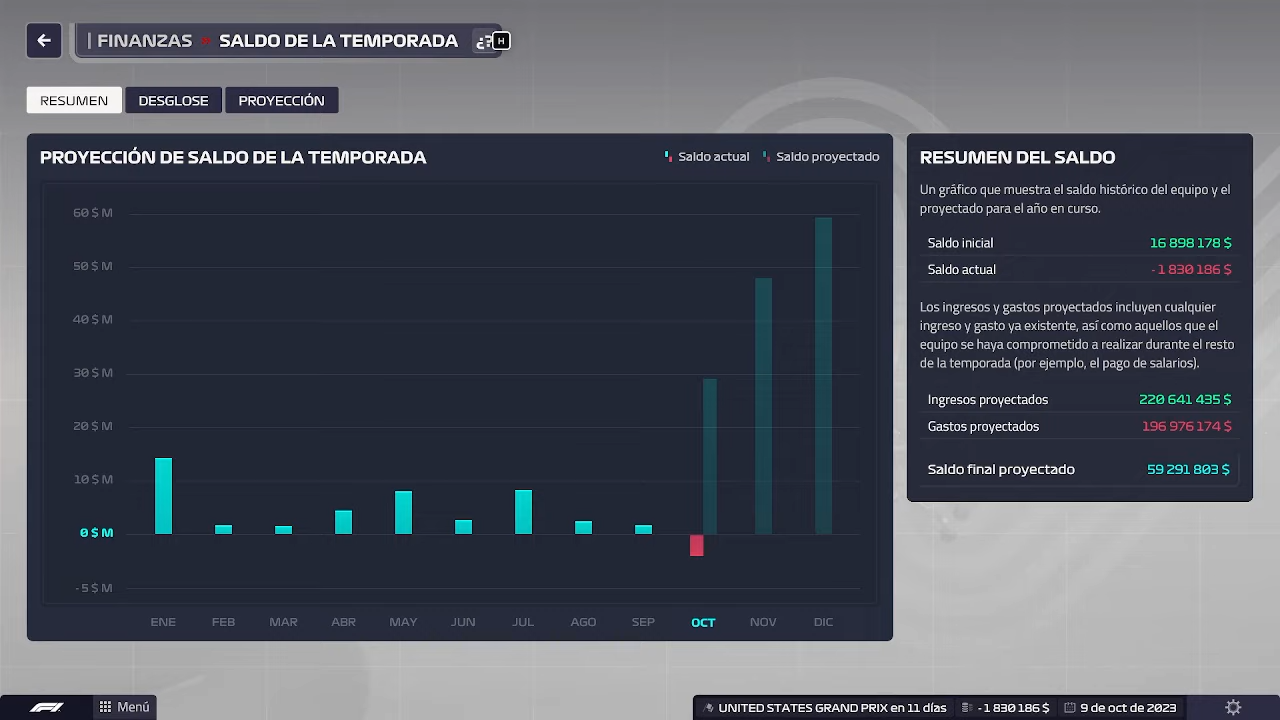 | FINANZAS » SALDO DE LA TEMPORADA H
RESUMEN DESGLOSE PROYECCIÓN
PROYECCIÓN DE SALDO DE LA TEMPORADA
Saldo actual Saldo proyectado
60 $ M
50 $ M
40 $ M
30 $ M
20 $ M
10 $ M
0 $ M
- 5 $ M
ENE FEB MAR ABR MAY JUN JUL AGO SEP OCT NOV DIC
RESUMEN DEL SALDO
Un gráfico que muestra el saldo histórico del equipo y el
proyectado para el año en curso.
Saldo inicial 16 898 178 $
Saldo actual - 1 830 186 $
Los ingresos y gastos proyectados incluyen cualquier
ingreso y gasto ya existente, así como aquellos que el
equipo se haya comprometido a realizar durante el resto
de la temporada (por ejemplo, el pago de salarios).
Ingresos proyectados 220 641 435 $
Gastos proyectados 196 976 174 $
Saldo final proyectado 59 291 803 $
F1 Menú UNITED STATES GRAND PRIX en 11 días - 1 830 186 $ 9 de oct de 2023